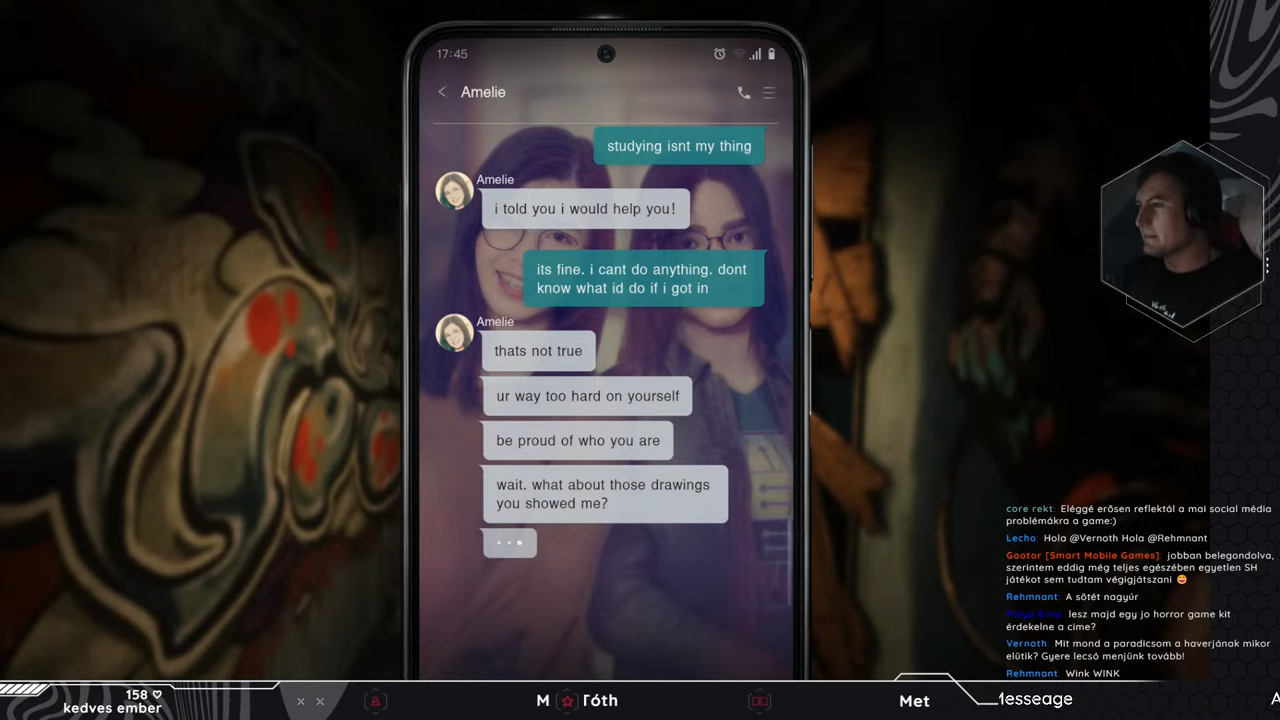 17:45
Amelie
studying isnt my thing
Amelie
i told you i would help you!
its fine. i cant do anything. dont
know what id do if i got in
Amelie
thats not true
ur way too hard on yourself
be proud of who you are
wait. what about those drawings
you showed me?
core rekt: Eléggé erősen reflektál a mai social média
problémákra a game:)
Lecho: Hola @Vernoth Hola @Rehmnant
Gootor [Smart Mobile Games]: jobban belegondolva,
szerintem eddig még teljes egészében egyetlen SH
játékot sem tudtam végigjátszani
Rehmnant: A sötét nagyúr
lesz majd egy jo horror game kit
érdekelne a cime?
Vernoth: Mit mond a paradicsom a haverjának mikor
elütik? Gyere lecsó menjünk tovább!
Rehmnant: Wink WINK
158
kedves ember
M Tóth
Met
Messeage
A